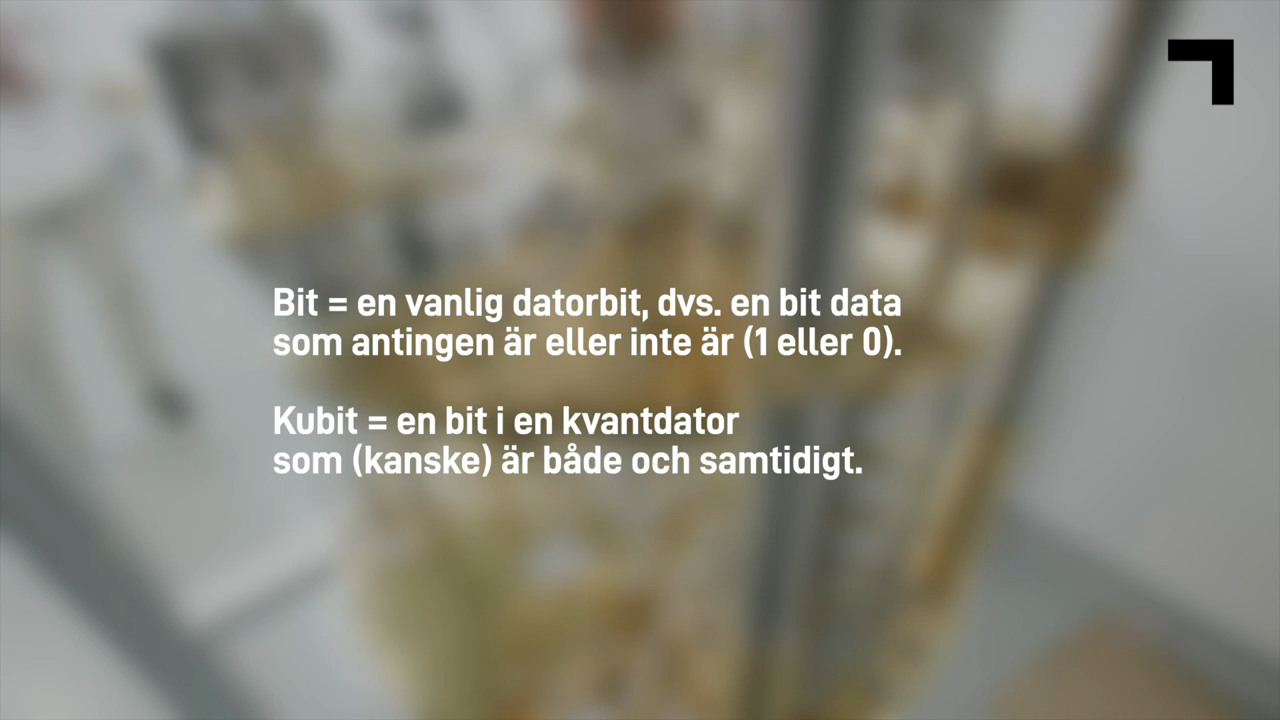 Bit = en vanlig datorbit, dvs. en bit data
som antingen är eller inte är (1 eller 0).
Kubit = en bit i en kvantdator
som (kanske) är både och samtidigt.